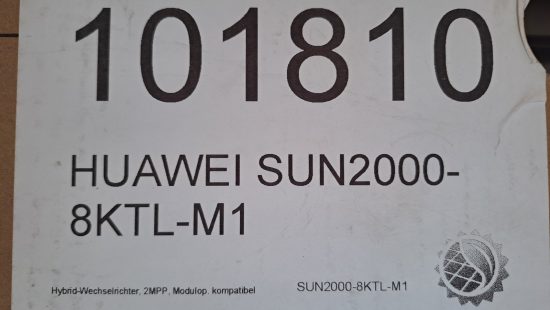 101810
HUAWEI SUN2000-
8KTL-M1
Hybrid-Wechselrichter, 2MPP, Modulop. kompatibel
SUN2000-8KTL-M1